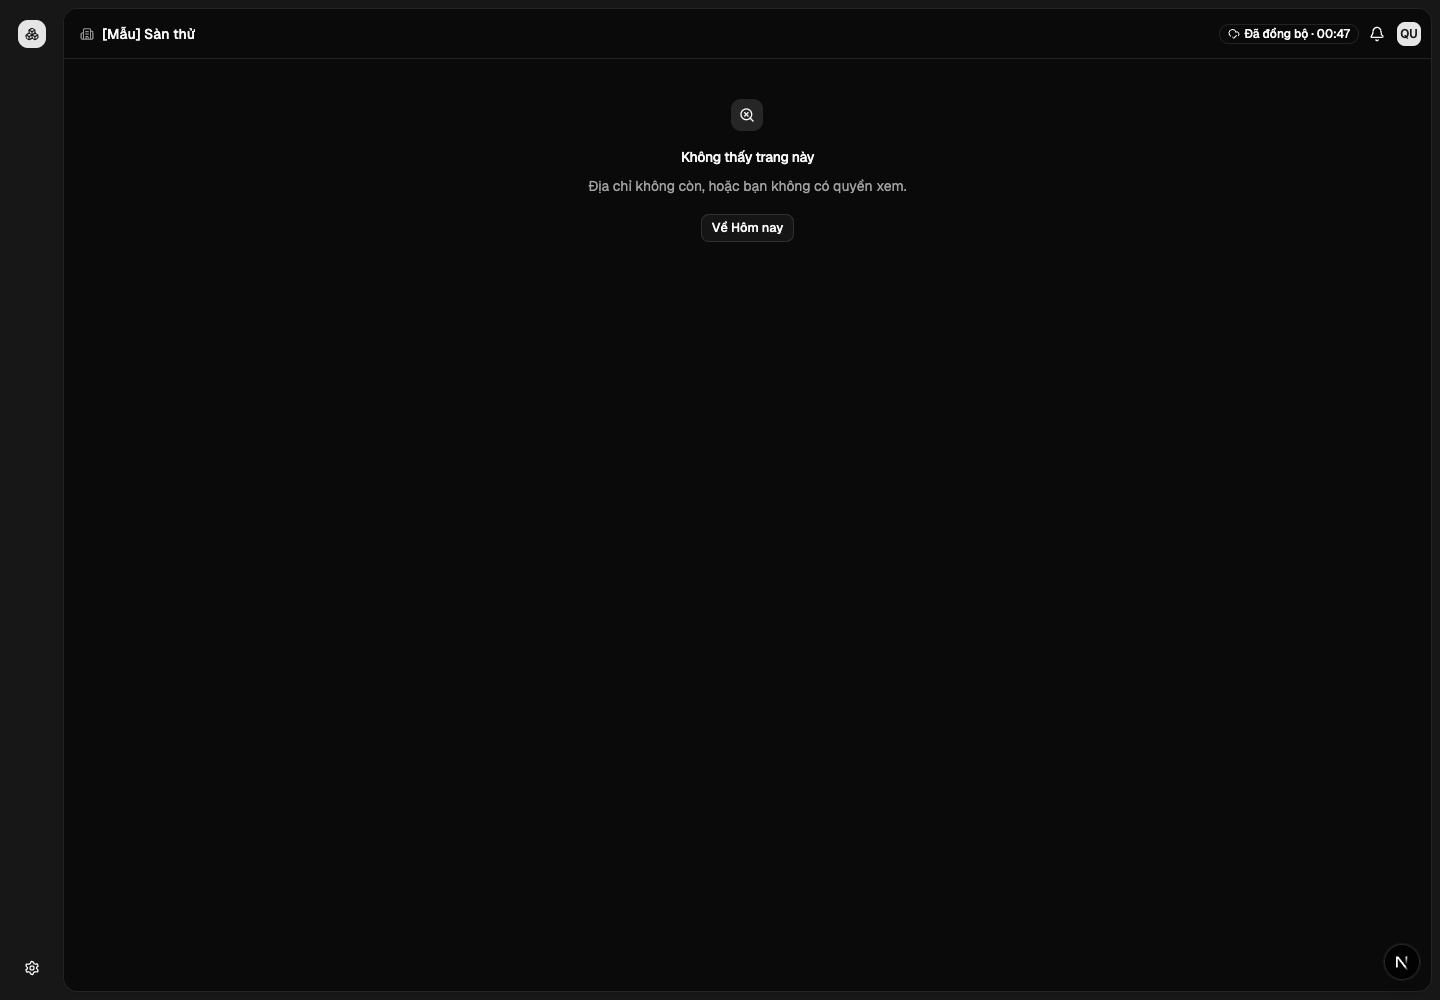 [Mẫu] Sàn thử
Đã đồng bộ · 00:47
QU
Không thấy trang này
Địa chỉ không còn, hoặc bạn không có quyền xem.
Về Hôm nay
N